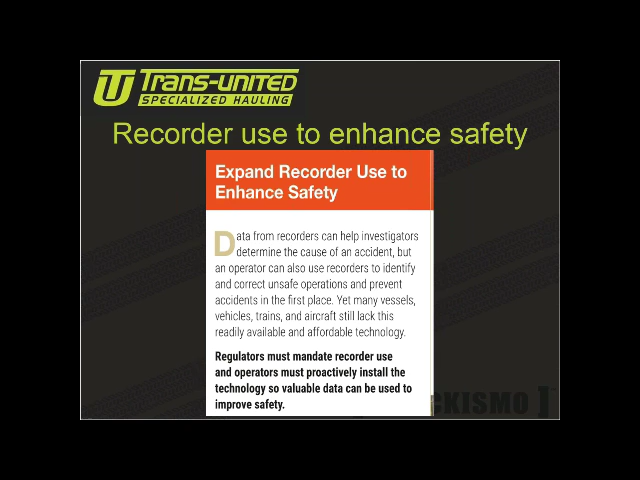 Trans-united
SPECIALIZED HAULING
Recorder use to enhance safety
Expand Recorder Use to
Enhance Safety
Data from recorders can help investigators
determine the cause of an accident, but
an operator can also use recorders to identify
and correct unsafe operations and prevent
accidents in the first place. Yet many vessels,
vehicles, trains, and aircraft still lack this
readily available and affordable technology.
Regulators must mandate recorder use
and operators must proactively install the
technology so valuable data can be used to
improve safety.
CKISMO